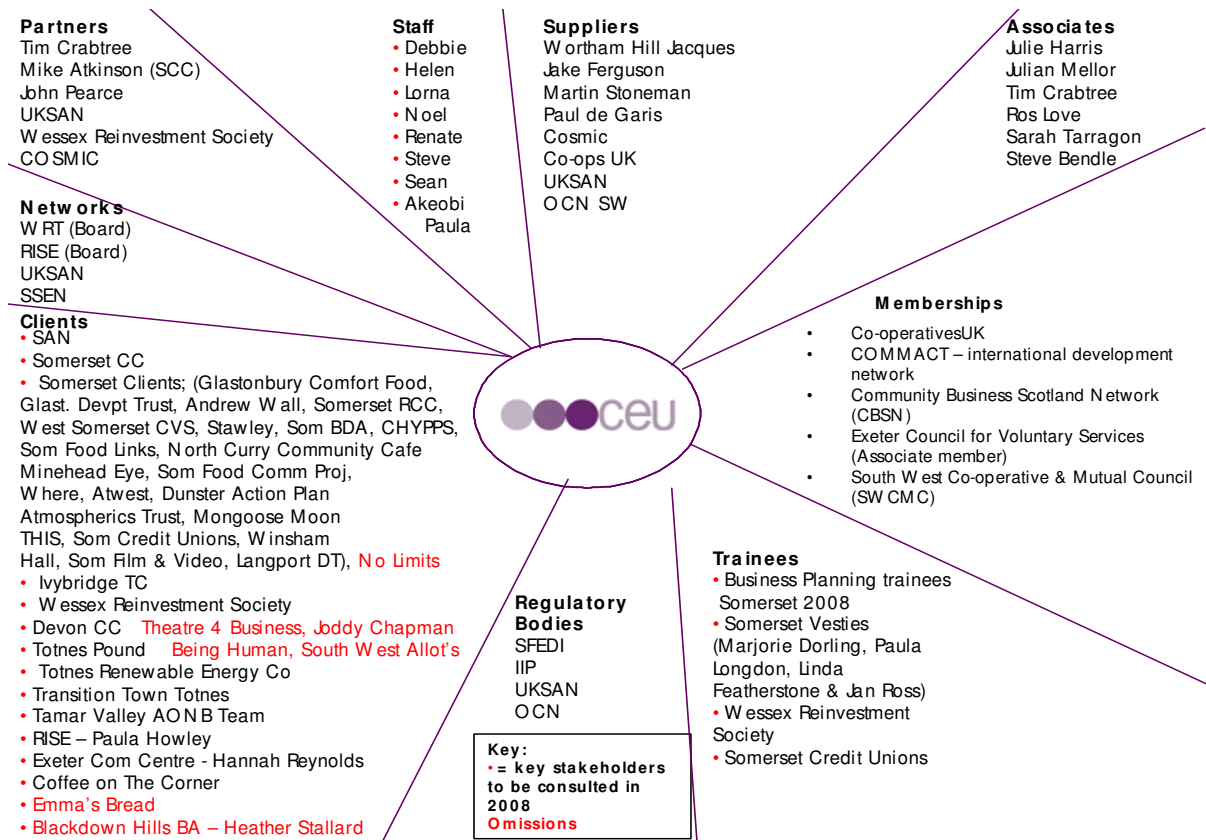 Partners
Tim Crabtree
Mike Atkinson (SCC)
John Pearce
UKSAN
Wessex Reinvestment Society
COSMIC
Networks
WRT (Board)
RISE (Board)
UKSAN
SSEN
Clients
• SAN
• Somerset CC
• Somerset Clients; (Glastonbury Comfort Food,
Glast. Devpt Trust, Andrew Wall, Somerset RCC,
West Somerset CVS, Stawley, Som BDA, CHYPPS,
Som Food Links, North Curry Community Cafe
Minehead Eye, Som Food Comm Proj,
Where, Atwest, Dunster Action Plan
Atmospherics Trust, Mongoose Moon
THIS, Som Credit Unions, Winsham
Hall, Som Film & Video, Langport DT), No Limits
• Ivybridge TC
• Wessex Reinvestment Society
• Devon CC Theatre 4 Business, Joddy Chapman
• Totnes Pound Being Human, South West Allot's
• Totnes Renewable Energy Co
• Transition Town Totnes
• Tamar Valley AONB Team
• RISE – Paula Howley
• Exeter Com Centre - Hannah Reynolds
• Coffee on The Corner
• Emma's Bread
• Blackdown Hills BA – Heather Stallard
Staff
• Debbie
• Helen
• Lorna
• Noel
• Renate
• Steve
• Sean
• Akeobi
Paula
Suppliers
Wortham Hill Jacques
Jake Ferguson
Martin Stoneman
Paul de Garis
Cosmic
Co-ops UK
UKSAN
OCN SW
Associates
Julie Harris
Julian Mellor
Tim Crabtree
Ros Love
Sarah Tarragon
Steve Bendle
Memberships
• Co-operativesUK
• COMMACT – international development
network
• Community Business Scotland Network
(CBSN)
• Exeter Council for Voluntary Services
(Associate member)
• South West Co-operative & Mutual Council
(SWCMC)
ceu
Trainees
• Business Planning trainees
Somerset 2008
• Somerset Vesties
(Marjorie Dorling, Paula
Longdon, Linda
Featherstone & Jan Ross)
• Wessex Reinvestment
Society
• Somerset Credit Unions
Regulatory
Bodies
SFEDI
IIP
UKSAN
OCN
Key:
• = key stakeholders
to be consulted in
2008
Omissions